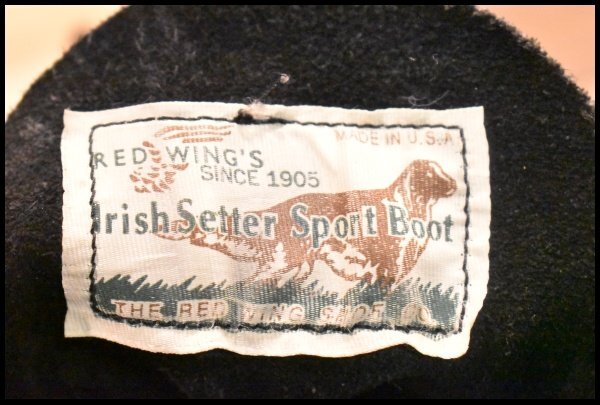 MADE IN U.S.A
RED WING'S
SINCE 1905
Irish Setter Sport Boot
THE RED WING SHOE CO.